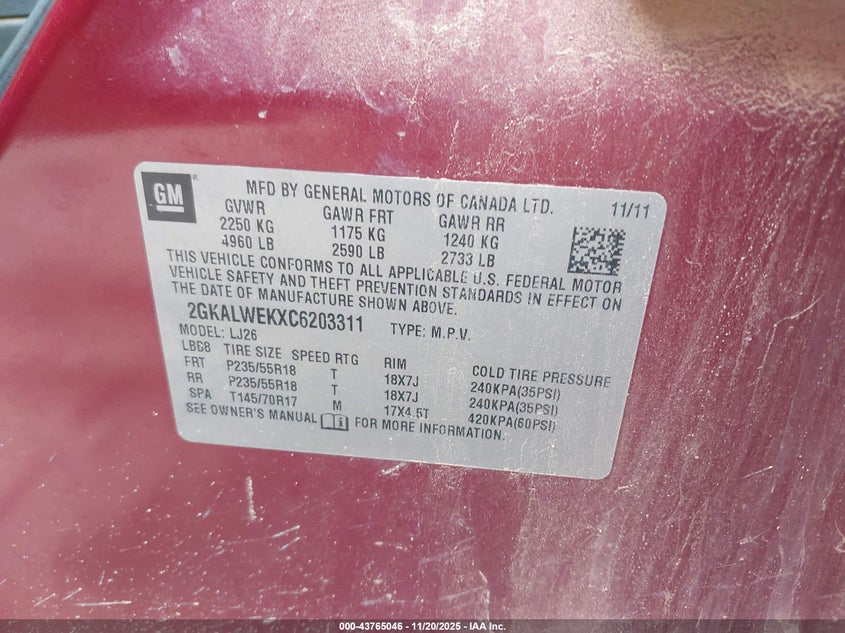 GM ®
MFD BY GENERAL MOTORS OF CANADA LTD. 11/11
GVWR GAWR FRT GAWR RR
2250 KG 1175 KG 1240 KG
4960 LB 2590 LB 2733 LB
THIS VEHICLE CONFORMS TO ALL APPLICABLE U.S. FEDERAL MOTOR
VEHICLE SAFETY AND THEFT PREVENTION STANDARDS IN EFFECT ON
THE DATE OF MANUFACTURE SHOWN ABOVE.
2GKALWEKXC6203311 TYPE: M.P.V.
MODEL: LJ26
LBGB TIRE SIZE SPEED RTG RIM COLD TIRE PRESSURE
FRT P235/55R18 T 18X7J 240KPA(35PSI)
RR P235/55R18 T 18X7J 240KPA(35PSI)
SPA T145/70R17 M 17X4.5T 420KPA(60PSI)
SEE OWNER'S MANUAL i FOR MORE INFORMATION.
000-43765046 - 11/20/2025 - IAA Inc.